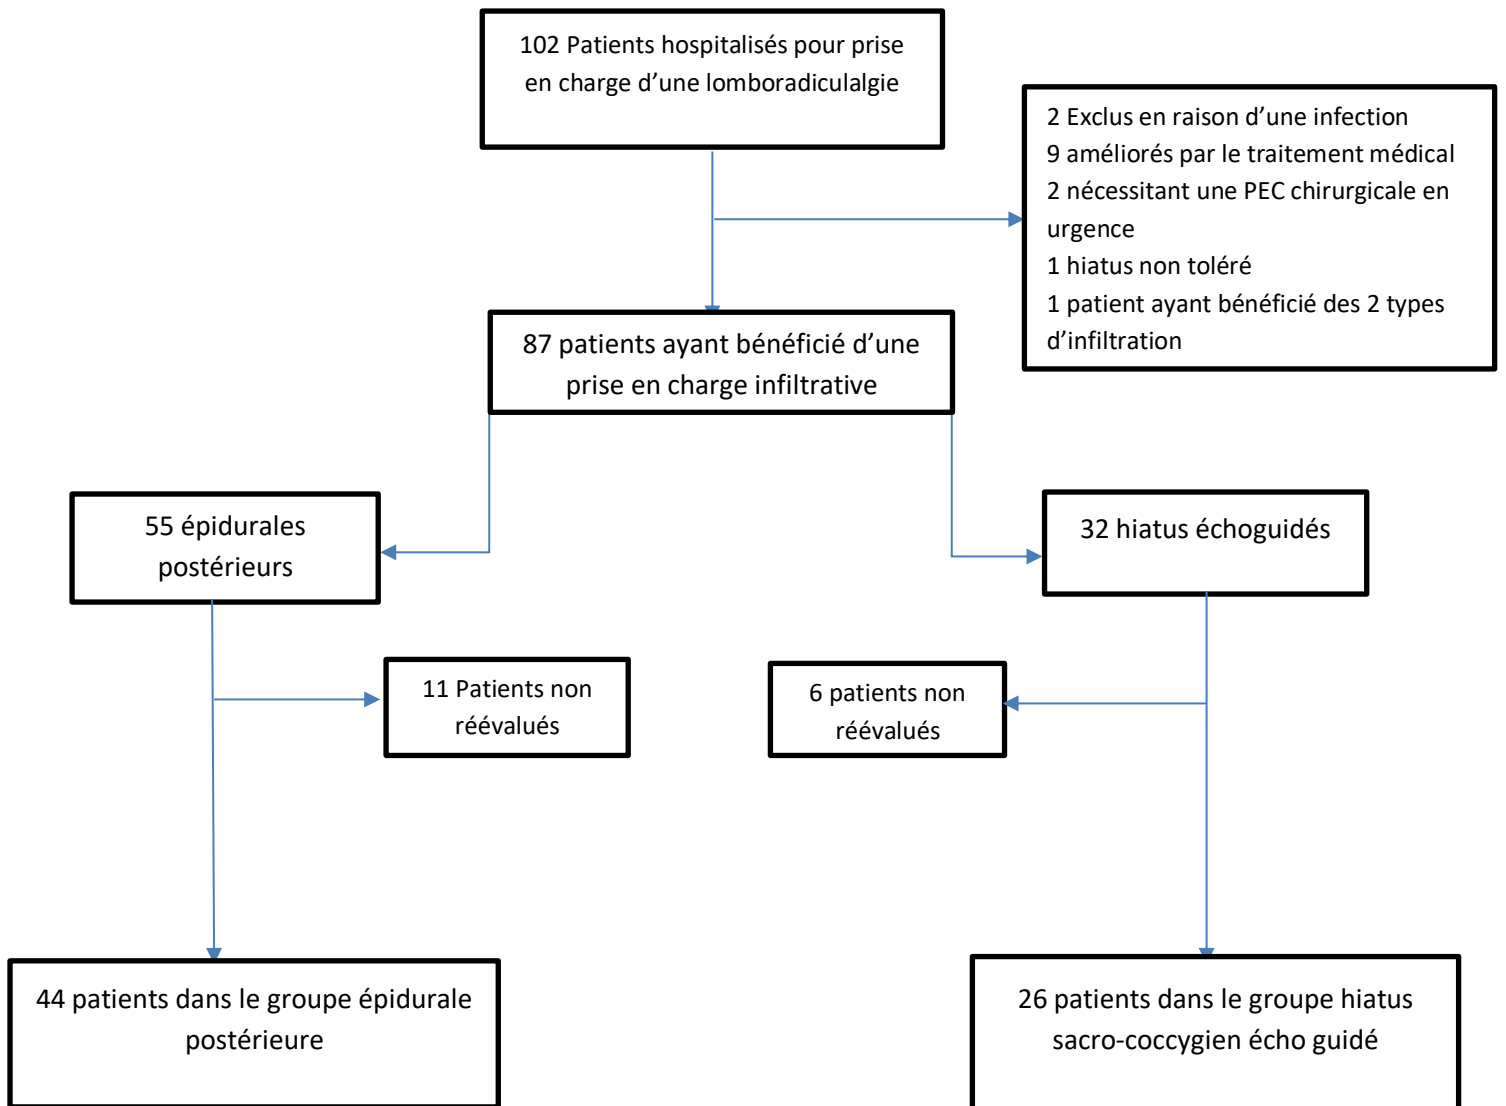 102 Patients hospitalisés pour prise
en charge d’une lomboradiculalgie
2 Exclus en raison d’une infection
9 améliorés par le traitement médical
2 nécessitant une PEC chirurgicale en
urgence
1 hiatus non toléré
1 patient ayant bénéficié des 2 types
d’infiltration
87 patients ayant bénéficié d’une
prise en charge infiltrative
55 épidurales
postérieurs
32 hiatus échoguidés
11 Patients non
réévalués
6 patients non
réévalués
44 patients dans le groupe épidurale
postérieure
26 patients dans le groupe hiatus
sacro-coccygien écho guidé